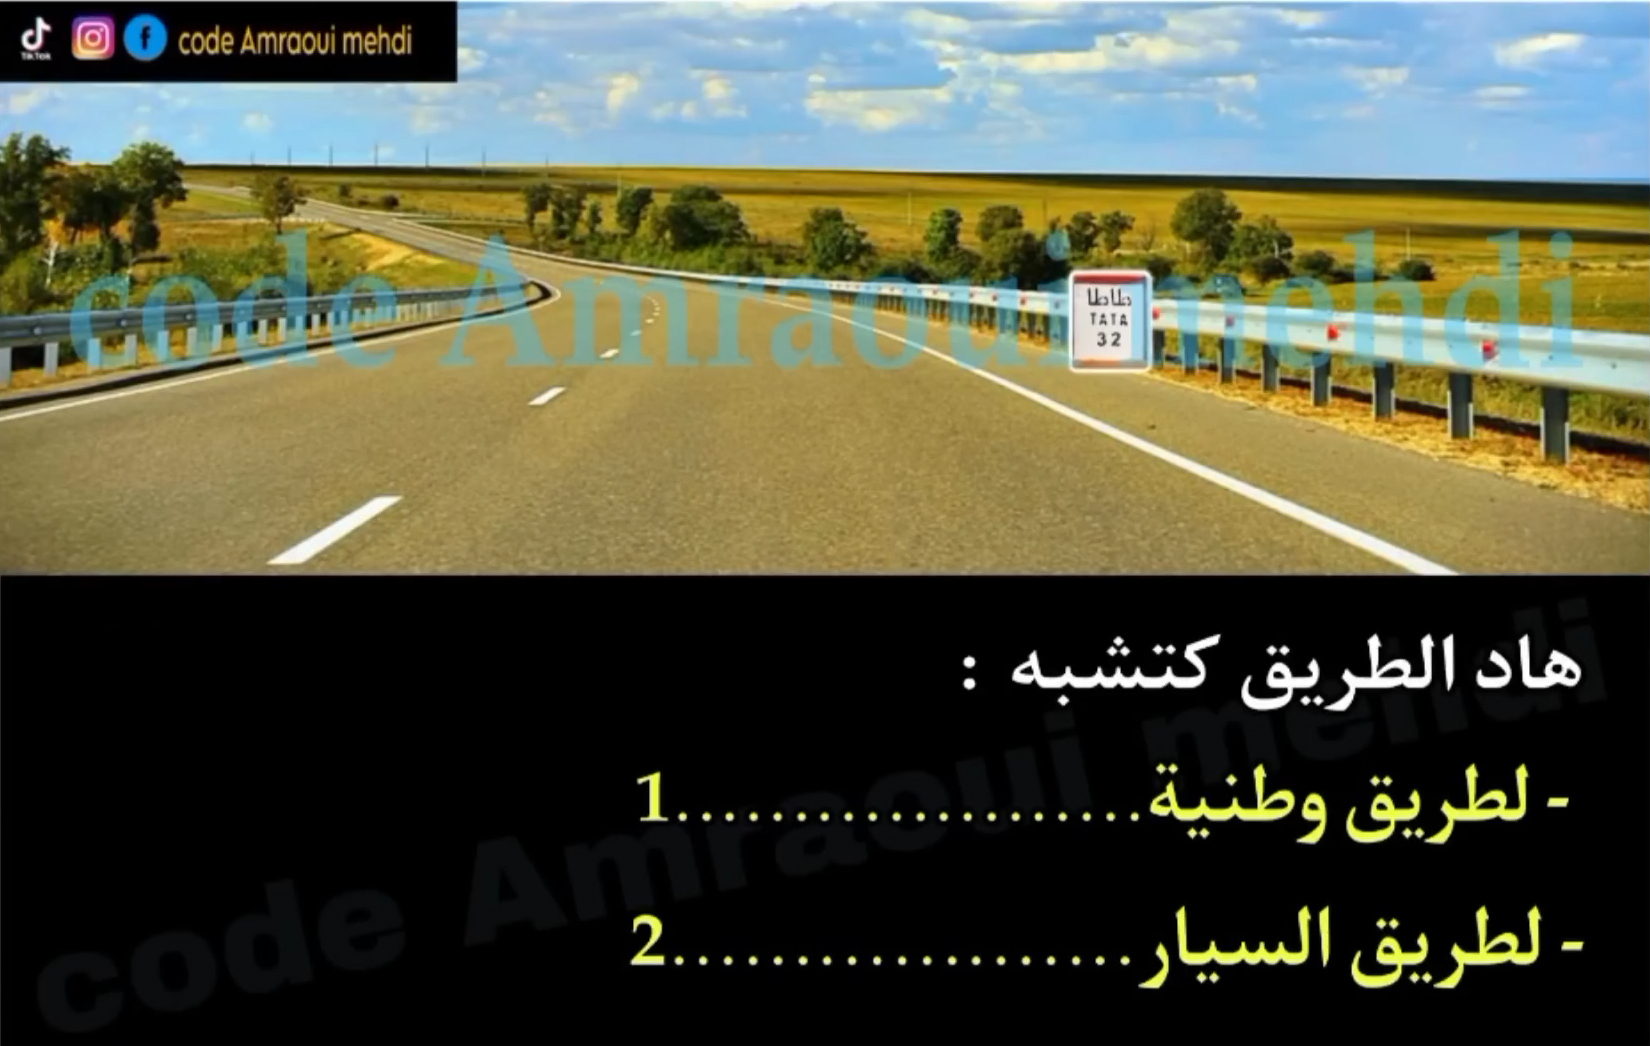 TikTok
code Amraoui mehdi
code Amraoui mehdi
طاطا
TATA
32
هاد الطريق كتشبه :
- لطريق وطنية....................1
- لطريق السيار....................2
code Amraoui mehdi